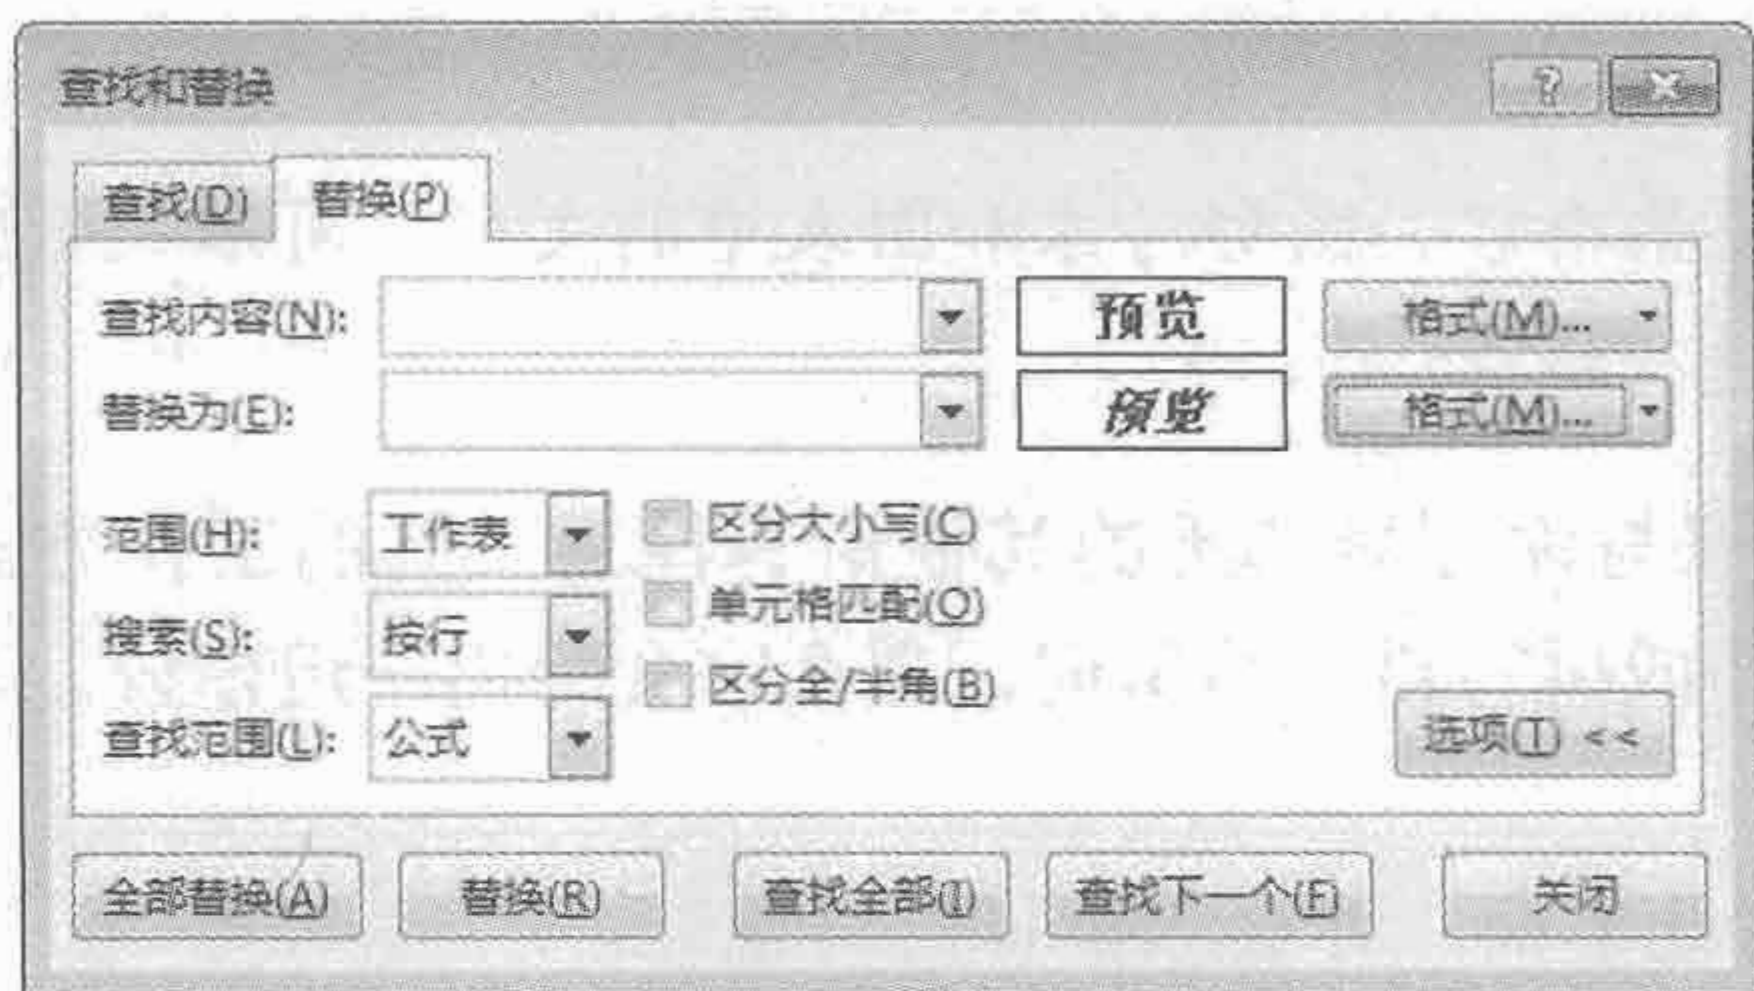 查找和替换
查找(D) 替换(P)
查找内容(N): 预览 格式(M)...
替换为(E): 预览 格式(M)...
范围(H): 工作表 区分大小写(C)
单元格匹配(O)
搜索(S): 按行
区分全/半角(B)
查找范围(L): 公式 选项(T) <<
全部替换(A) 替换(R) 查找全部(I) 查找下一个(F) 关闭